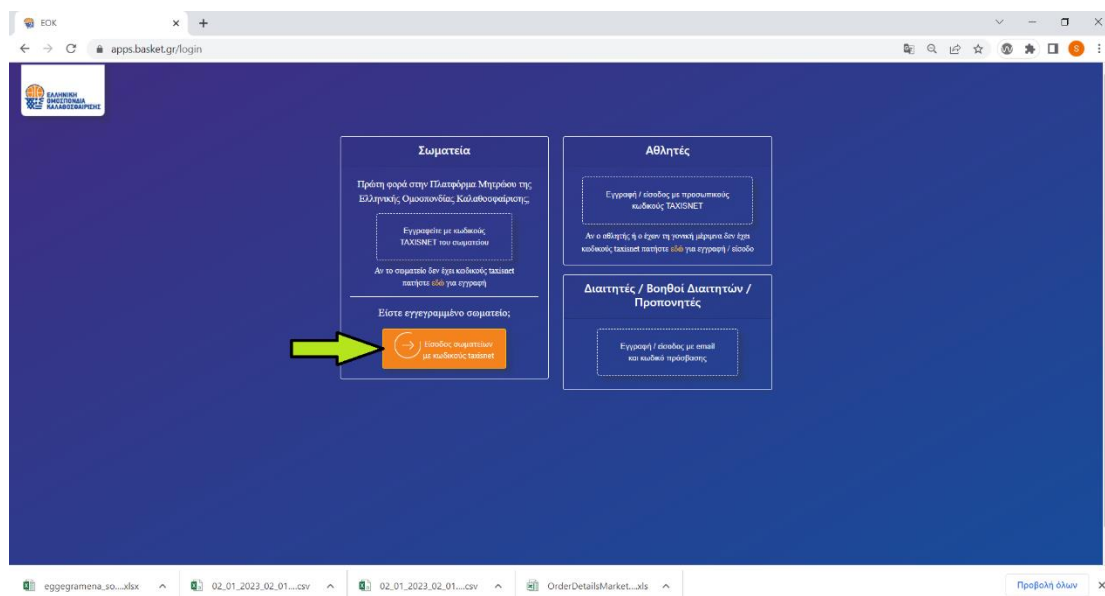 EOK
apps.basket.gr/login
S
ΕΛΛΗΝΙΚΗ
ΟΜΟΣΠΟΝΔΙΑ
ΚΑΛΑΘΟΣΦΑΙΡΙΣΗΣ
Σωματεία
Πρώτη φορά στην Πλατφόρμα Μητρώου της
Ελληνικής Ομοσπονδίας Καλαθοσφαίρισης;
Εγγραφείτε με κωδικούς
TAXISNET του σωματείου
Αν το σωματείο δεν έχει κωδικούς taxisnet
πατήστε εδώ για εγγραφή
Είστε εγγεγραμμένο σωματείο;
Είσοδος σωματείων
με κωδικούς taxisnet
Αθλητές
Εγγραφή / είσοδος με προσωπικούς
κωδικούς TAXISNET
Αν ο αθλητής ή ο έχων τη γονική μέριμνα δεν έχει
κωδικούς taxisnet πατήστε εδώ για εγγραφή / είσοδο
Διαιτητές / Βοηθοί Διαιτητών /
Προπονητές
Εγγραφή / είσοδος με email
και κωδικό πρόσβασης
eggegramena_so....xlsx
02_01_2023_02_01....csv
02_01_2023_02_01....csv
OrderDetailsMarket....xls
Προβολή όλων